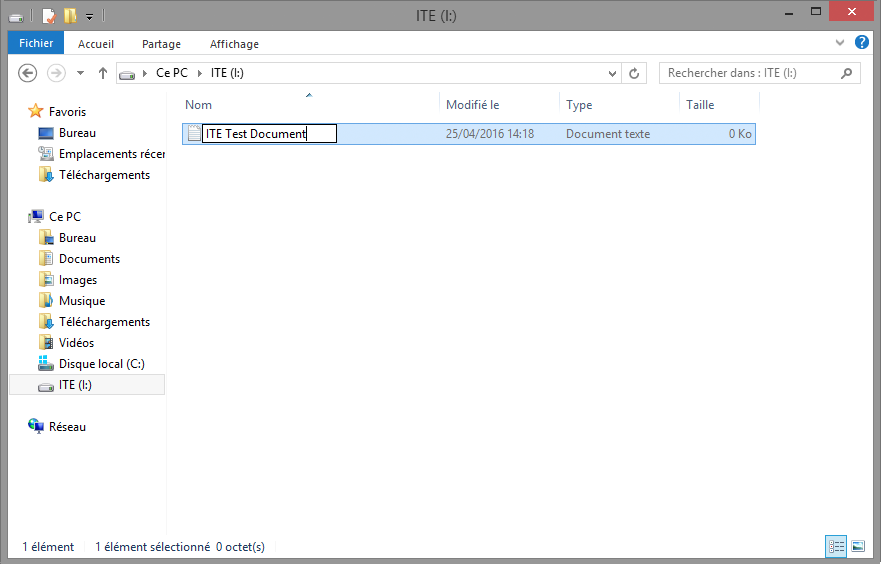 ITE (I:)
Fichier Accueil Partage Affichage
Ce PC ITE (I:) Rechercher dans : ITE (I:)
Nom Modifié le Type Taille
ITE Test Document 25/04/2016 14:18 Document texte 0 Ko
Favoris
Bureau
Emplacements récer
Téléchargements
Ce PC
Bureau
Documents
Images
Musique
Téléchargements
Vidéos
Disque local (C:)
ITE (I:)
Réseau
1 élément 1 élément sélectionné 0 octet(s)